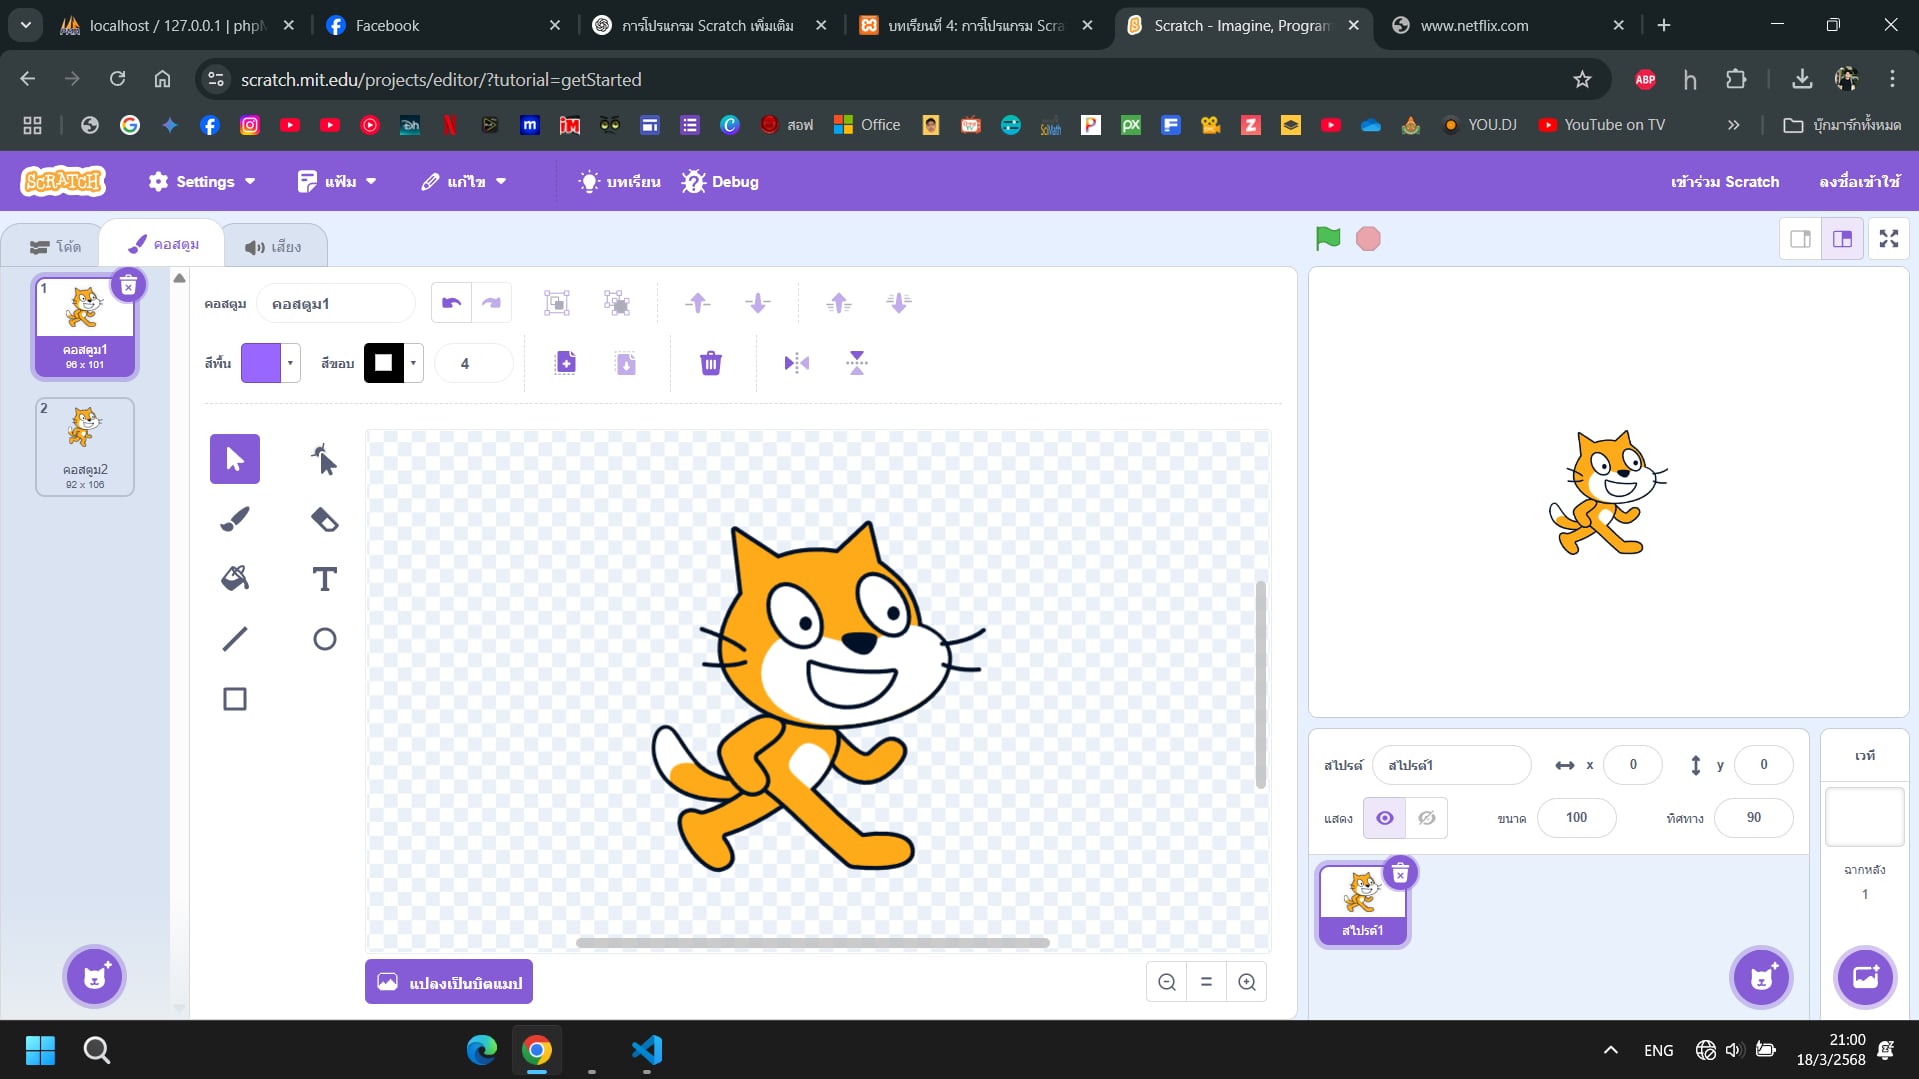 localhost / 127.0.0.1 | phpM
Facebook
การโปรแกรม Scratch เพิ่มเติม
บทเรียนที่ 4: การโปรแกรม Scra
Scratch - Imagine, Program
www.netflix.com
scratch.mit.edu/projects/editor/?tutorial=getStarted
ABP
สอฟ
Office
YOU.DJ
YouTube on TV
บุ๊กมาร์กทั้งหมด
SCRATCH
Settings
แฟ้ม
แก้ไข
บทเรียน
Debug
เข้าร่วม Scratch
ลงชื่อเข้าใช้
โค้ด
คอสตูม
เสียง
1
คอสตูม1
96 x 101
2
คอสตูม2
92 x 106
คอสตูม
คอสตูม1
สีพื้น
สีขอบ
4
แปลงเป็นบิตแมป
สไปรต์
สไปรต์1
x
0
y
0
แสดง
ขนาด
100
ทิศทาง
90
สไปรต์1
เวที
ฉากหลัง
1
ENG
21:00
18/3/2568